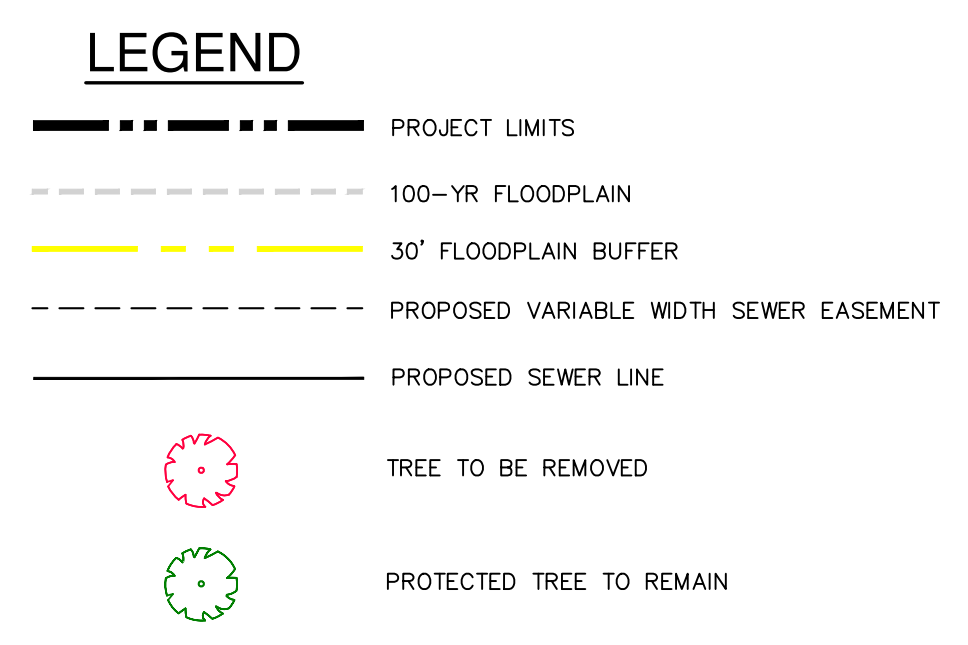 LEGEND
PROJECT LIMITS
100-YR FLOODPLAIN
30' FLOODPLAIN BUFFER
PROPOSED VARIABLE WIDTH SEWER EASEMENT
PROPOSED SEWER LINE
TREE TO BE REMOVED
PROTECTED TREE TO REMAIN